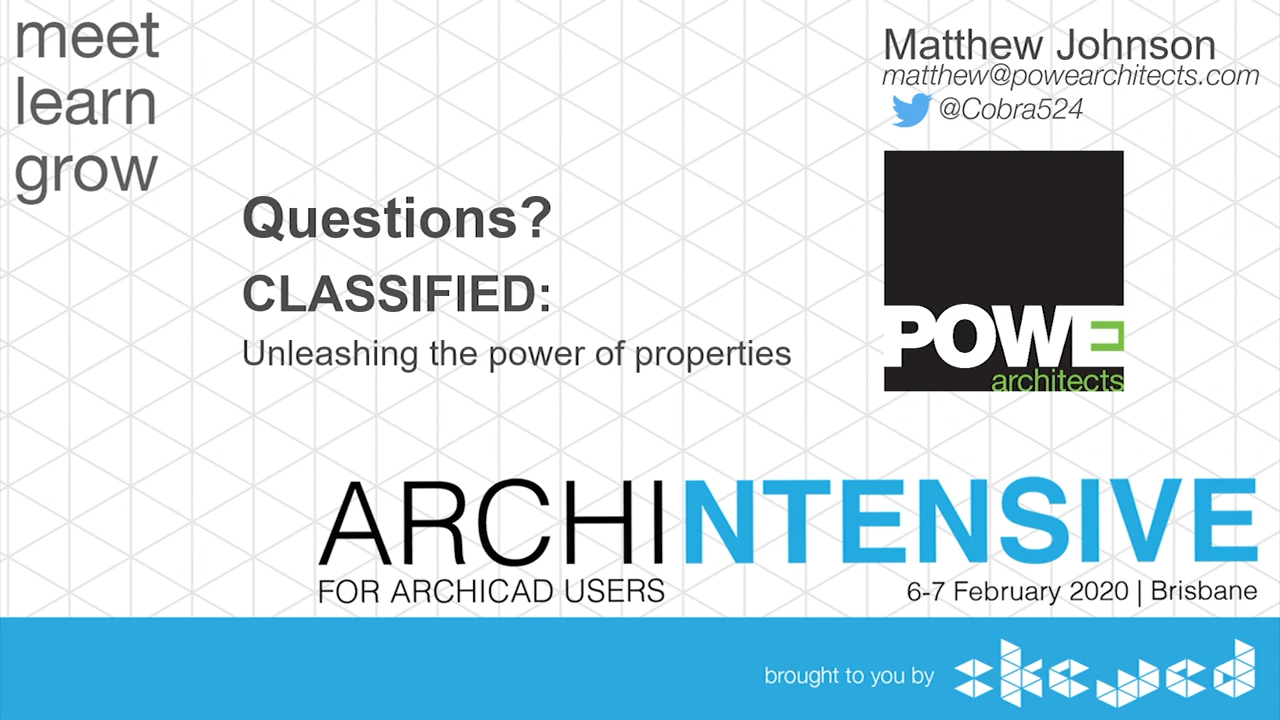 meet
learn
grow
Matthew Johnson
matthew@powearchitects.com
@Cobra524
Questions?
CLASSIFIED:
Unleashing the power of properties
POWE
architects
ARCHINTENSIVE
FOR ARCHICAD USERS
6-7 February 2020 | Brisbane
brought to you by